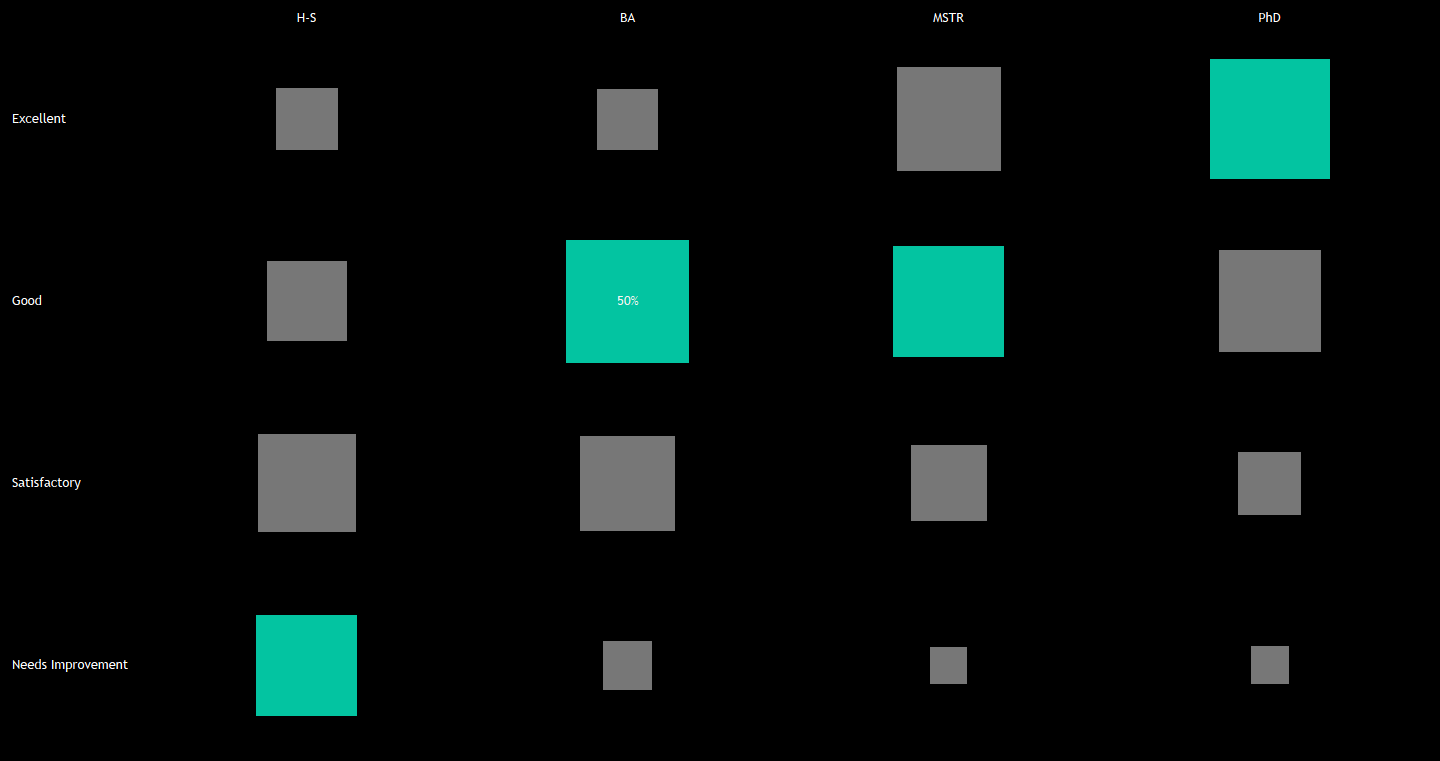 H-S BA MSTR PhD
Excellent
Good 50%
Satisfactory
Needs Improvement